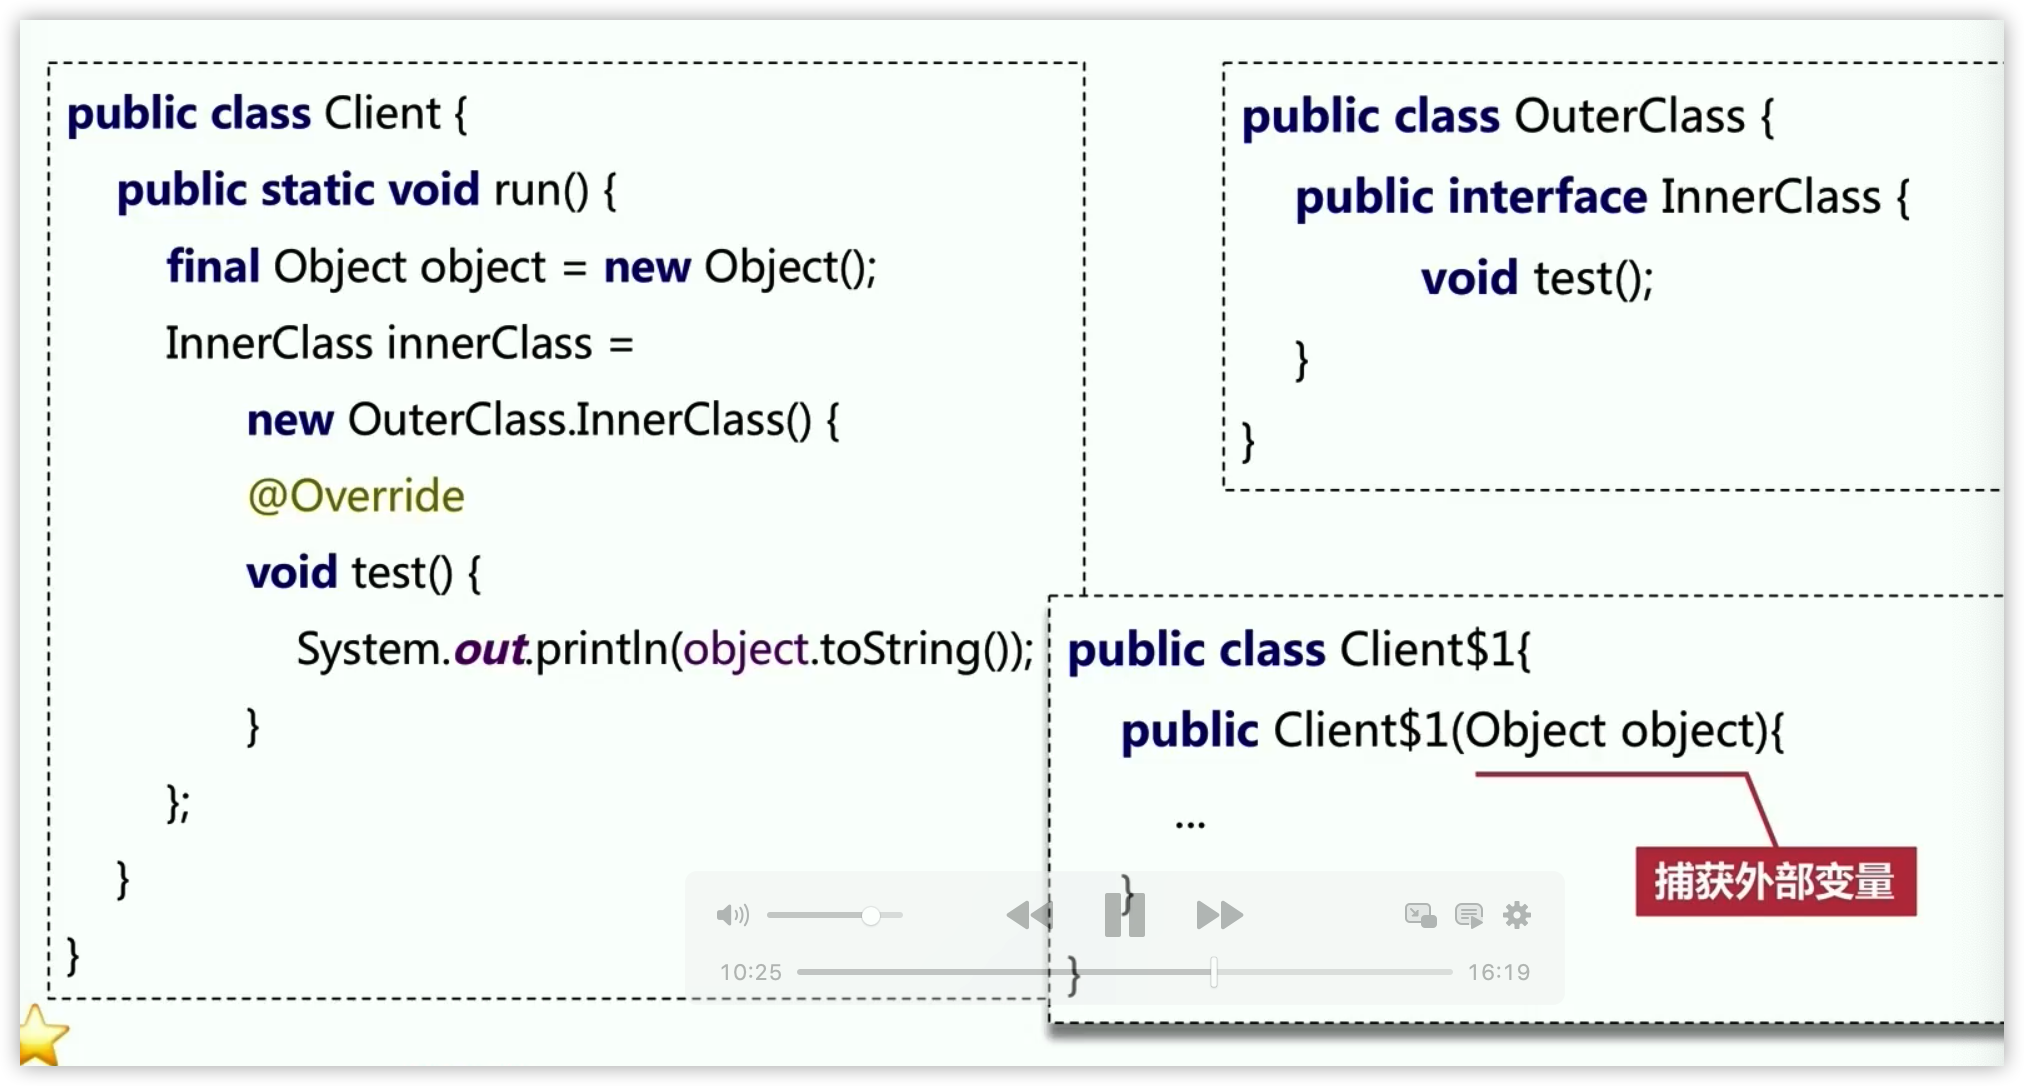 public class Client {
public static void run() {
final Object object = new Object();
InnerClass innerClass =
new OuterClass.InnerClass() {
@Override
void test() {
System.out.println(object.toString());
}
};
}
}
public class OuterClass {
public interface InnerClass {
void test();
}
}
public class Client$1{
public Client$1(Object object){
...
}
}
捕获外部变量
10:25
16:19